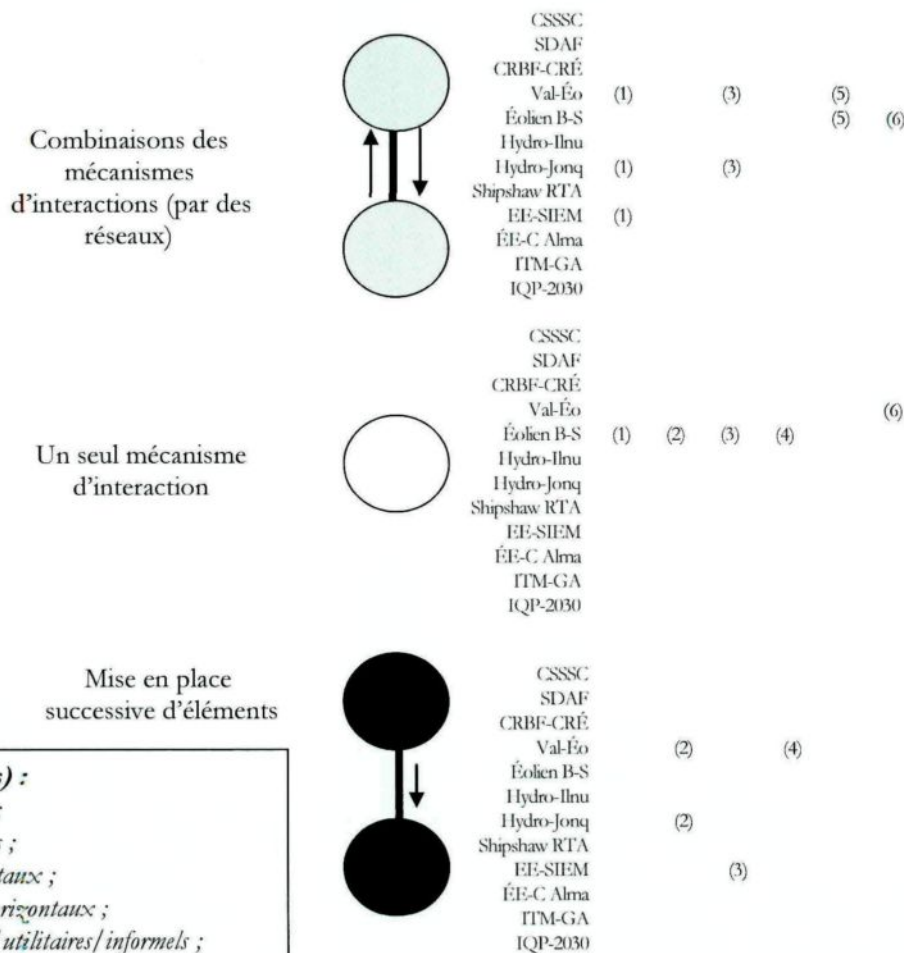 Combinaisons des
mécanismes
d'interactions (par des
réseaux)
CSSSC
SDAF
CRBF-CRÉ
Val-Éo (1) (3) (5)
Éolien B-S (5) (6)
Hydro-Ilnu
Hydro-Jonq (1) (3)
Shipshaw RTA
EE-SIEM (1)
ÉE-C Alma
ITM-GA
IQP-2030
Un seul mécanisme
d'interaction
CSSSC
SDAF
CRBF-CRÉ
Val-Éo (6)
Éolien B-S (1) (2) (3) (4)
Hydro-Ilnu
Hydro-Jonq
Shipshaw RTA
EE-SIEM
ÉE-C Alma
ITM-GA
IQP-2030
Mise en place
successive d'éléments
CSSSC
SDAF
CRBF-CRÉ
Val-Éo (2) (4)
Éolien B-S
Hydro-Ilnu
Hydro-Jonq (2)
Shipshaw RTA
EE-SIEM (3)
ÉE-C Alma
ITM-GA
IQP-2030
) :
;
;
taux ;
rizontaux ;
utilitaires/informels ;